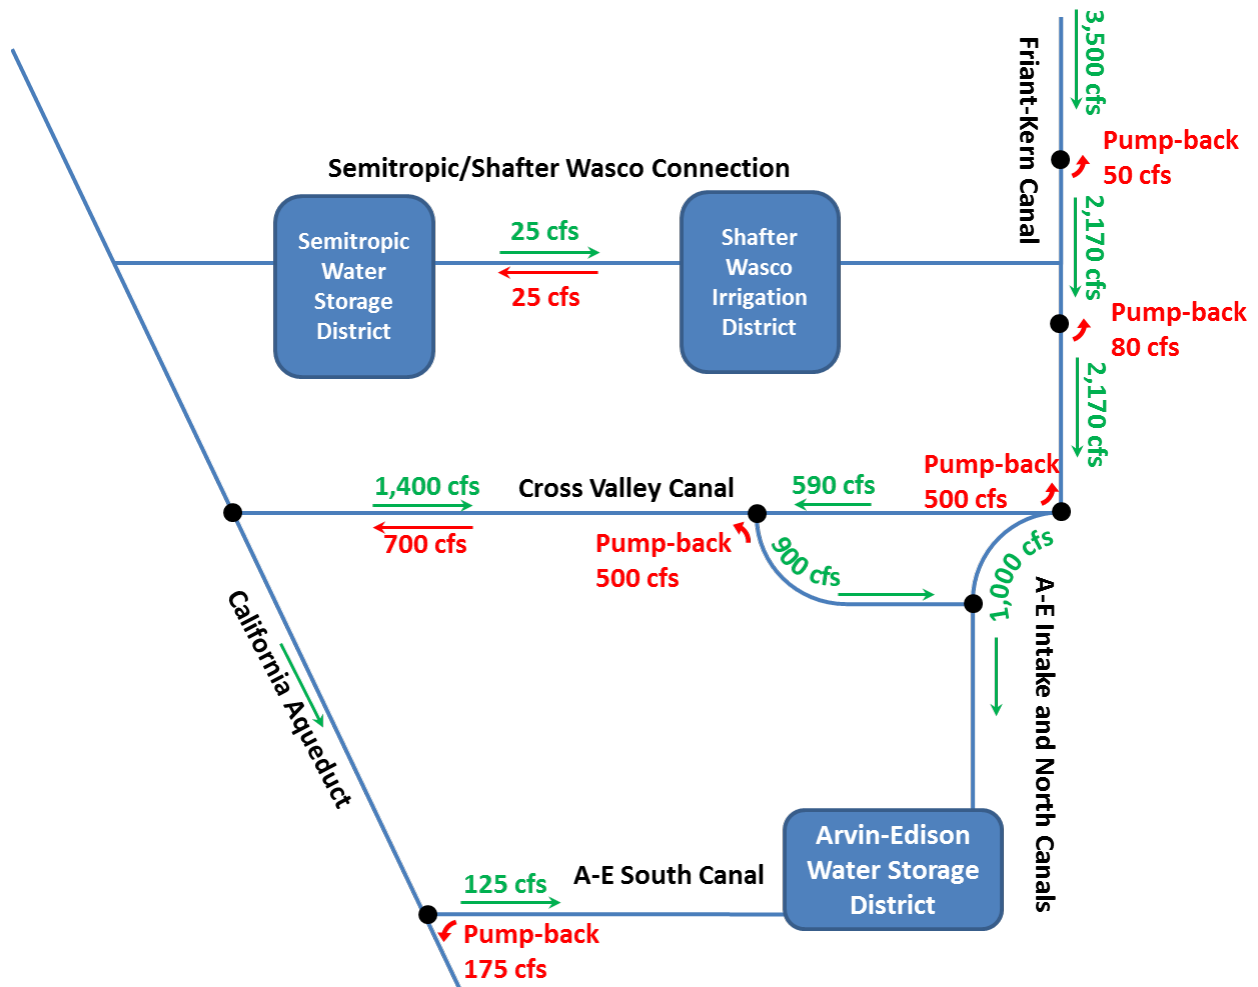 3,500 cfs
Friant-Kern Canal
Pump-back
50 cfs
Semitropic/Shafter Wasco Connection
Semitropic
Water
Storage
District
25 cfs
25 cfs
Shafter
Wasco
Irrigation
District
2,170 cfs
Pump-back
80 cfs
2,170 cfs
1,400 cfs
700 cfs
Cross Valley Canal
590 cfs
Pump-back
500 cfs
Pump-back
500 cfs
900 cfs
1,000 cfs
A-E Intake and North Canals
California Aqueduct
Arvin-Edison
Water Storage
District
125 cfs
A-E South Canal
Pump-back
175 cfs